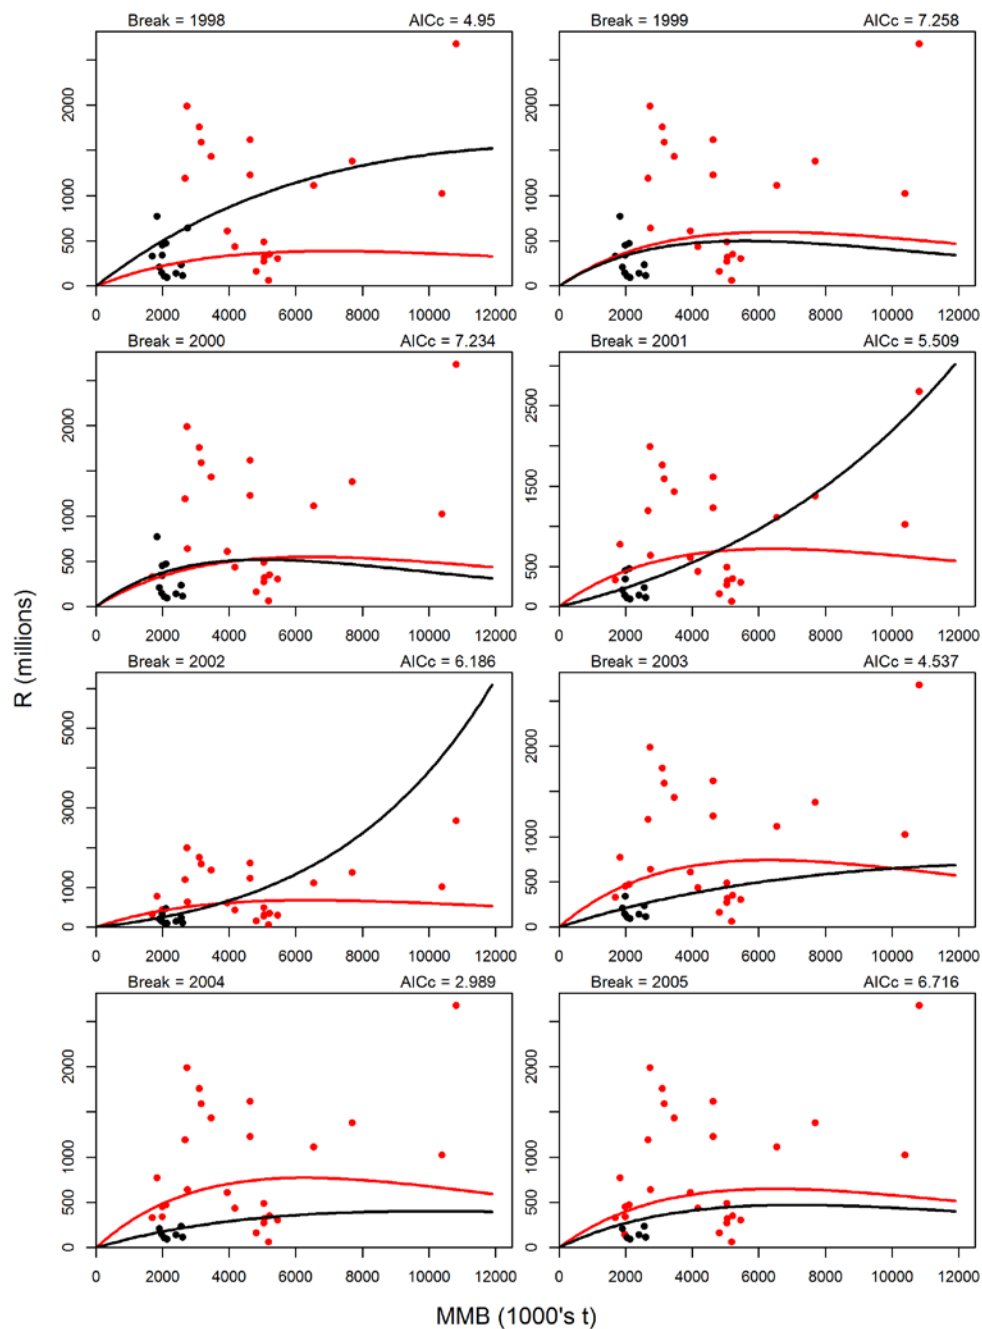 Break = 1998 AICc = 4.95
Break = 1999 AICc = 7.258
0 500 1000 2000
0 2000 4000 6000 8000 10000 12000
0 500 1000 2000
0 2000 4000 6000 8000 10000 12000
Break = 2000 AICc = 7.234
Break = 2001 AICc = 5.509
0 500 1000 2000
0 2000 4000 6000 8000 10000 12000
0 500 1500 2500
0 2000 4000 6000 8000 10000 12000
R (millions)
Break = 2002 AICc = 6.186
Break = 2003 AICc = 4.537
0 1000 3000 5000
0 2000 4000 6000 8000 10000 12000
0 500 1000 2000
0 2000 4000 6000 8000 10000 12000
Break = 2004 AICc = 2.989
Break = 2005 AICc = 6.716
0 500 1000 2000
0 2000 4000 6000 8000 10000 12000
0 500 1000 2000
0 2000 4000 6000 8000 10000 12000
MMB (1000's t)